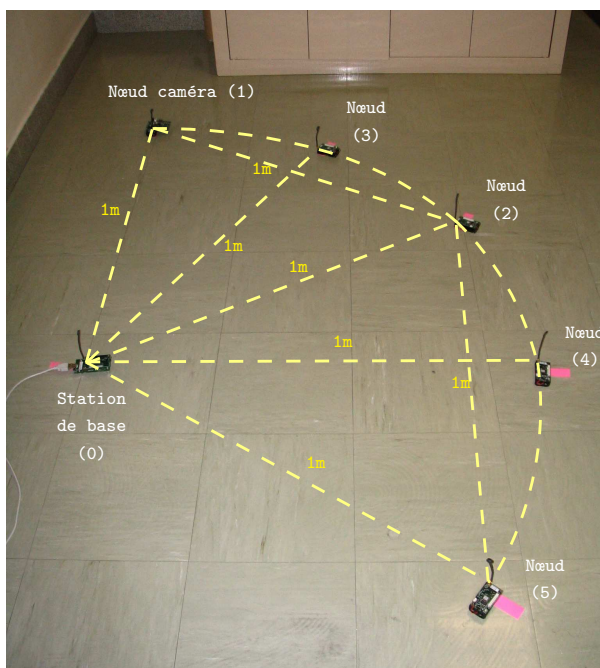 Nœud caméra (1)
Nœud
(3)
1m
Nœud
(2)
1m
1m
1m
1m
Nœud
(4)
1m
Station
de base
(0)
1m
Nœud
(5)